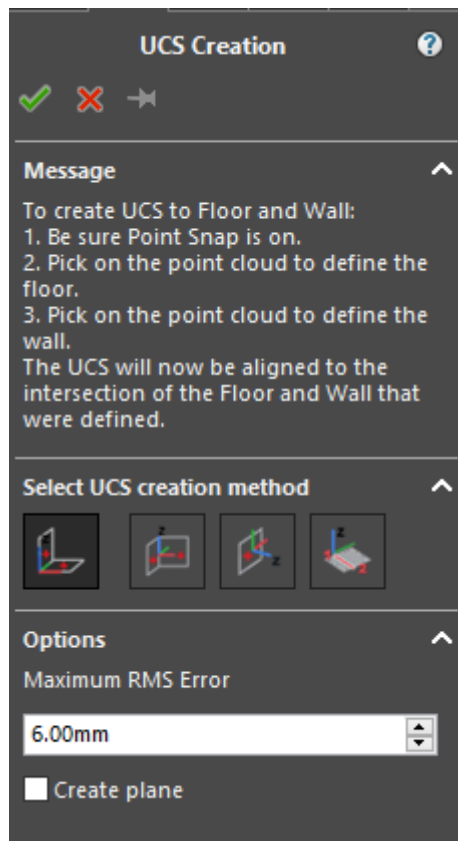 UCS Creation
?
Message
To create UCS to Floor and Wall:
1. Be sure Point Snap is on.
2. Pick on the point cloud to define the
floor.
3. Pick on the point cloud to define the
wall.
The UCS will now be aligned to the
intersection of the Floor and Wall that
were defined.
Select UCS creation method
z z z
1 2
Options
Maximum RMS Error
6.00mm
Create plane